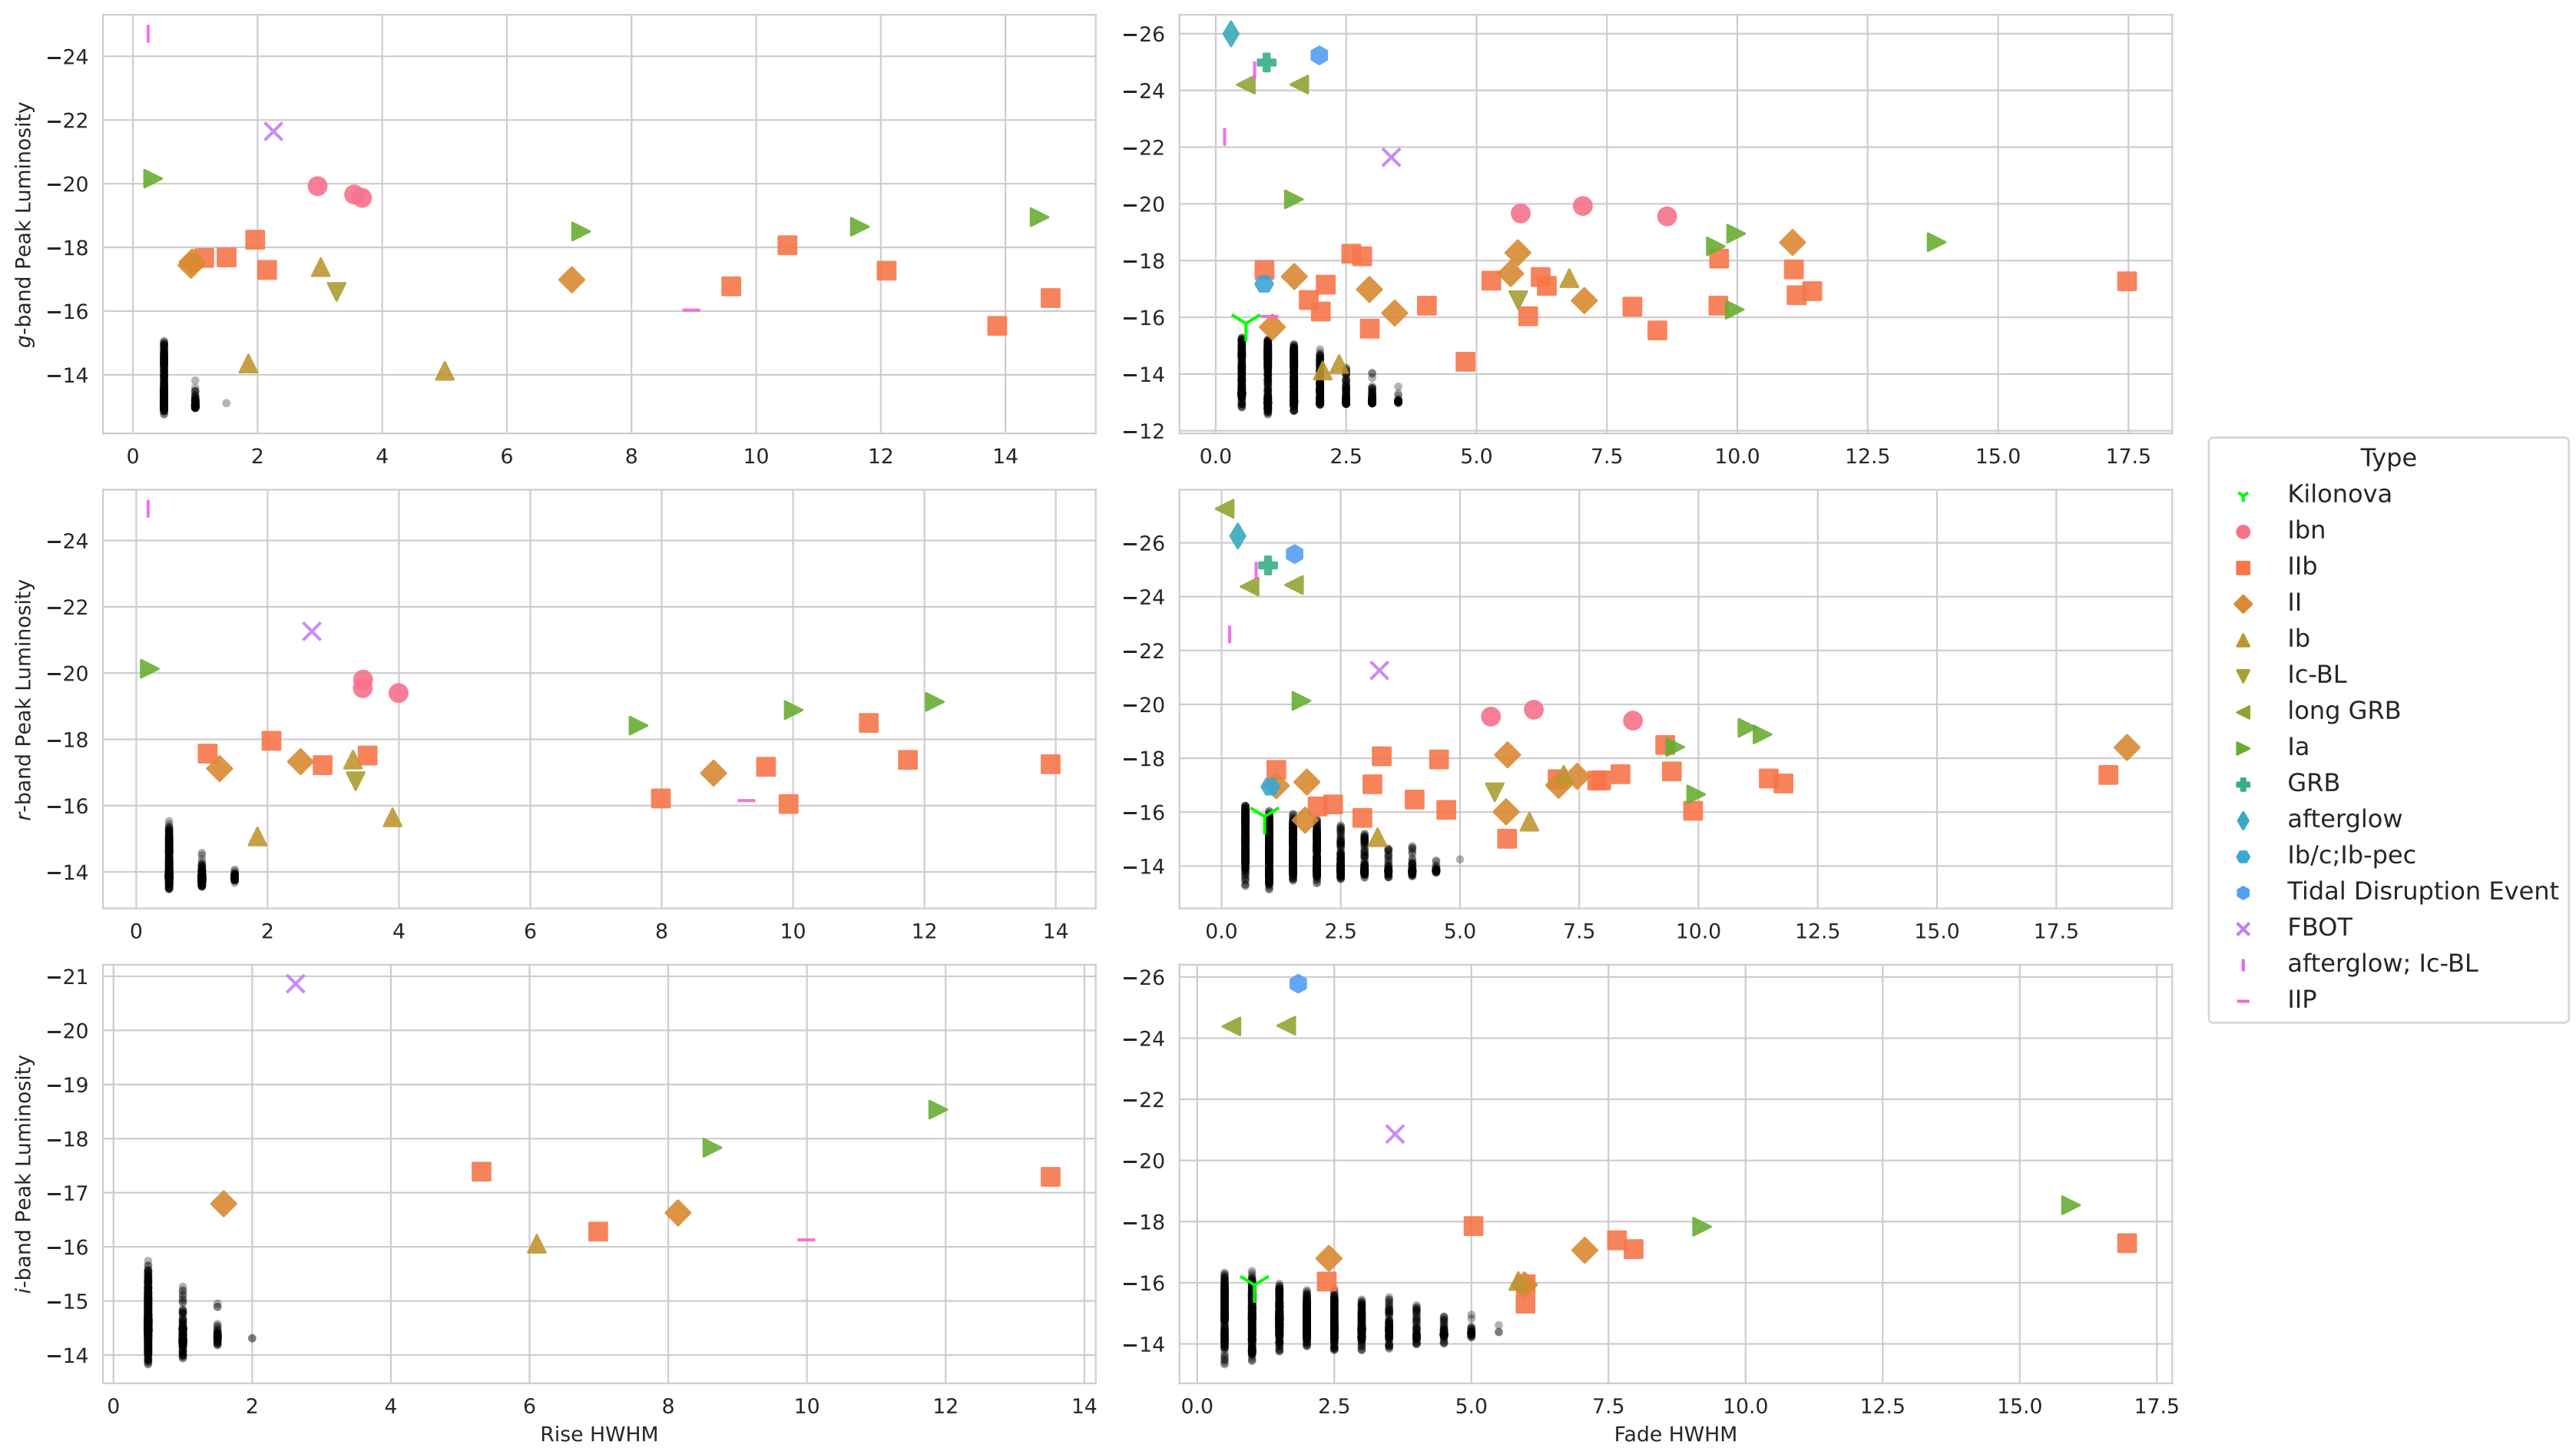 −24
−22
−20
−18
−16
−14
g-band Peak Luminosity
0 2 4 6 8 10 12 14
−26
−24
−22
−20
−18
−16
−14
−12
0.0 2.5 5.0 7.5 10.0 12.5 15.0 17.5
−24
−22
−20
−18
−16
−14
r-band Peak Luminosity
0 2 4 6 8 10 12 14
−26
−24
−22
−20
−18
−16
−14
0.0 2.5 5.0 7.5 10.0 12.5 15.0 17.5
−21
−20
−19
−18
−17
−16
−15
−14
i-band Peak Luminosity
0 2 4 6 8 10 12 14
Rise HWHM
−26
−24
−22
−20
−18
−16
−14
0.0 2.5 5.0 7.5 10.0 12.5 15.0 17.5
Fade HWHM
Type
Kilonova
Ibn
IIb
II
Ib
Ic-BL
long GRB
Ia
GRB
afterglow
Ib/c;Ib-pec
Tidal Disruption Event
FBOT
afterglow; Ic-BL
IIP